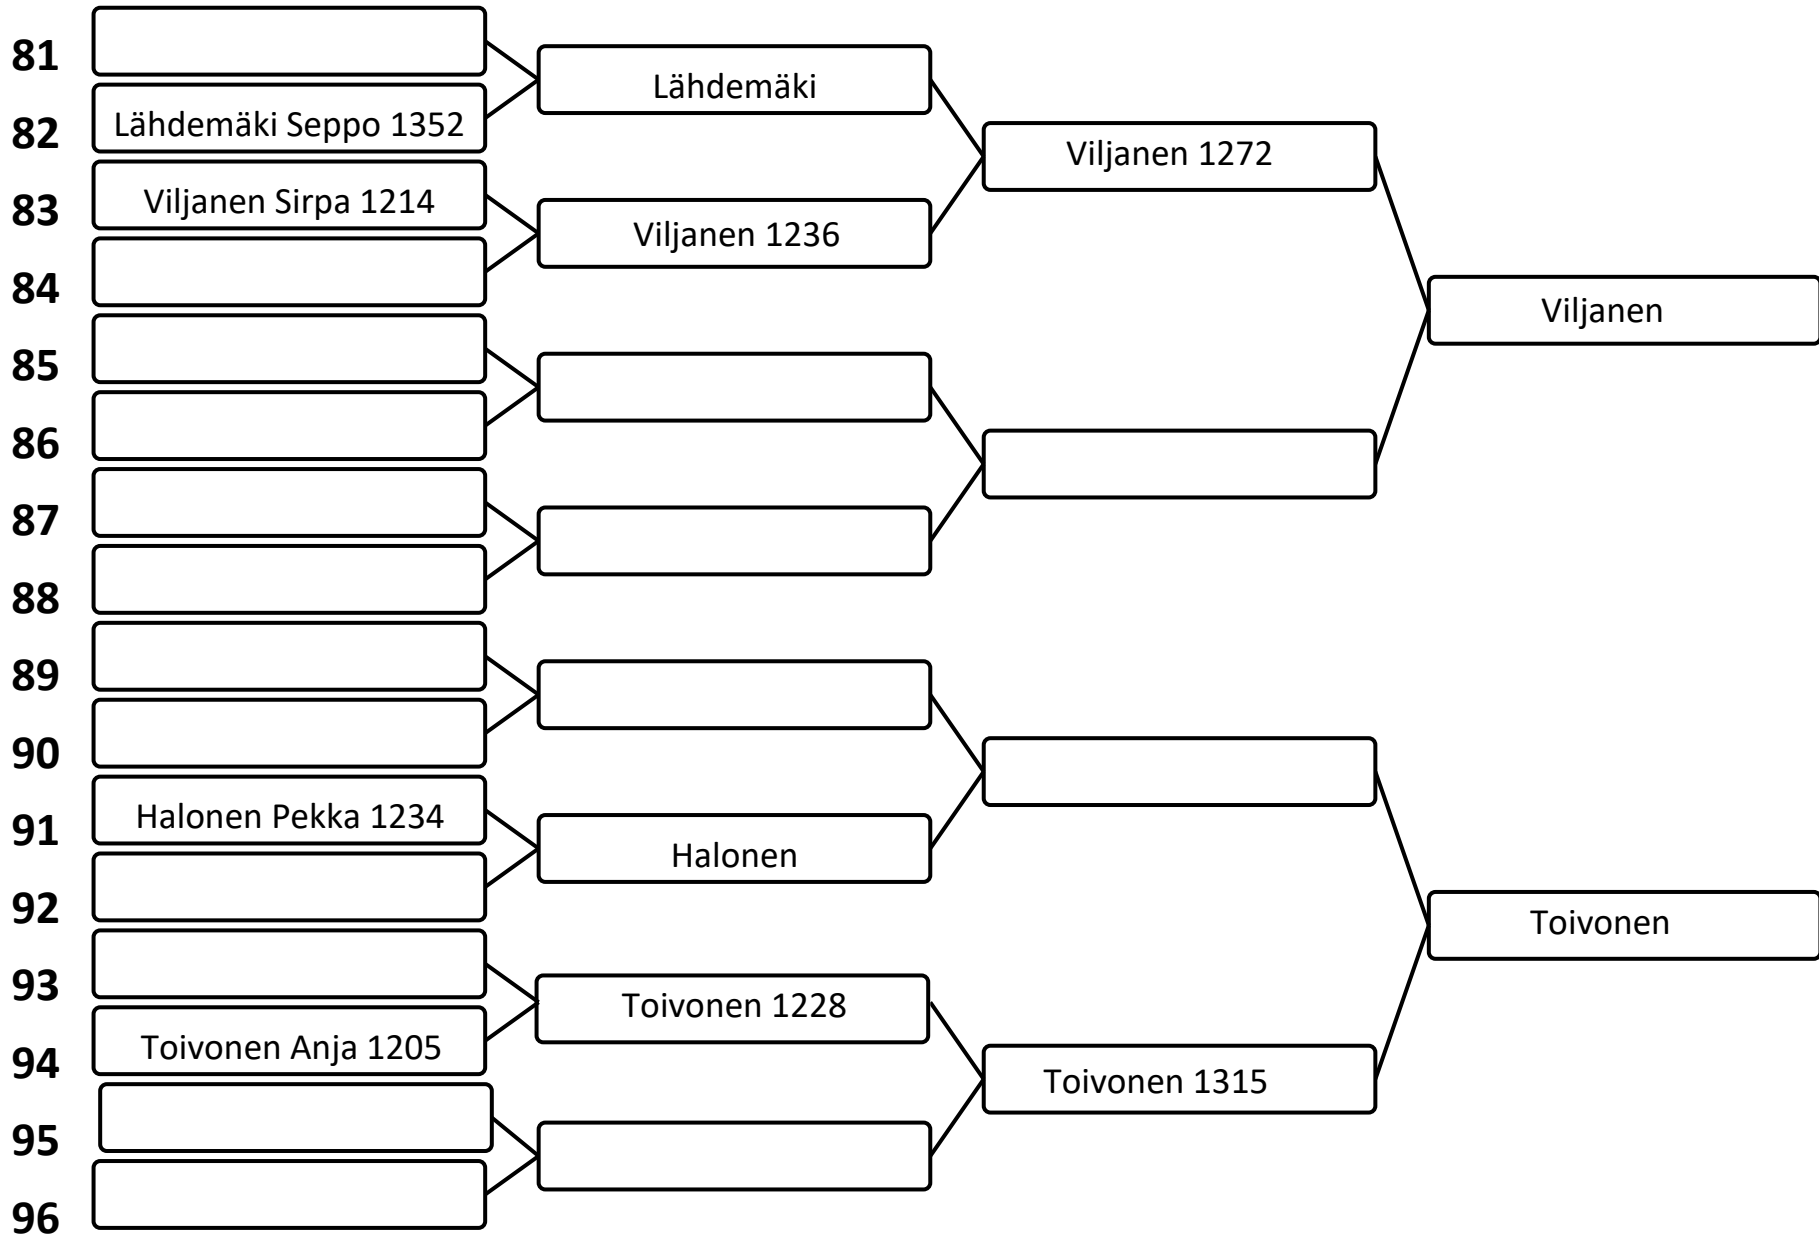 81
82 Lähdemäki Seppo 1352
83 Viljanen Sirpa 1214
84
85
86
87
88
89
90
91 Halonen Pekka 1234
92
93
94 Toivonen Anja 1205
95
96
Lähdemäki
Viljanen 1236
Halonen
Toivonen 1228
Viljanen 1272
Toivonen 1315
Viljanen
Toivonen